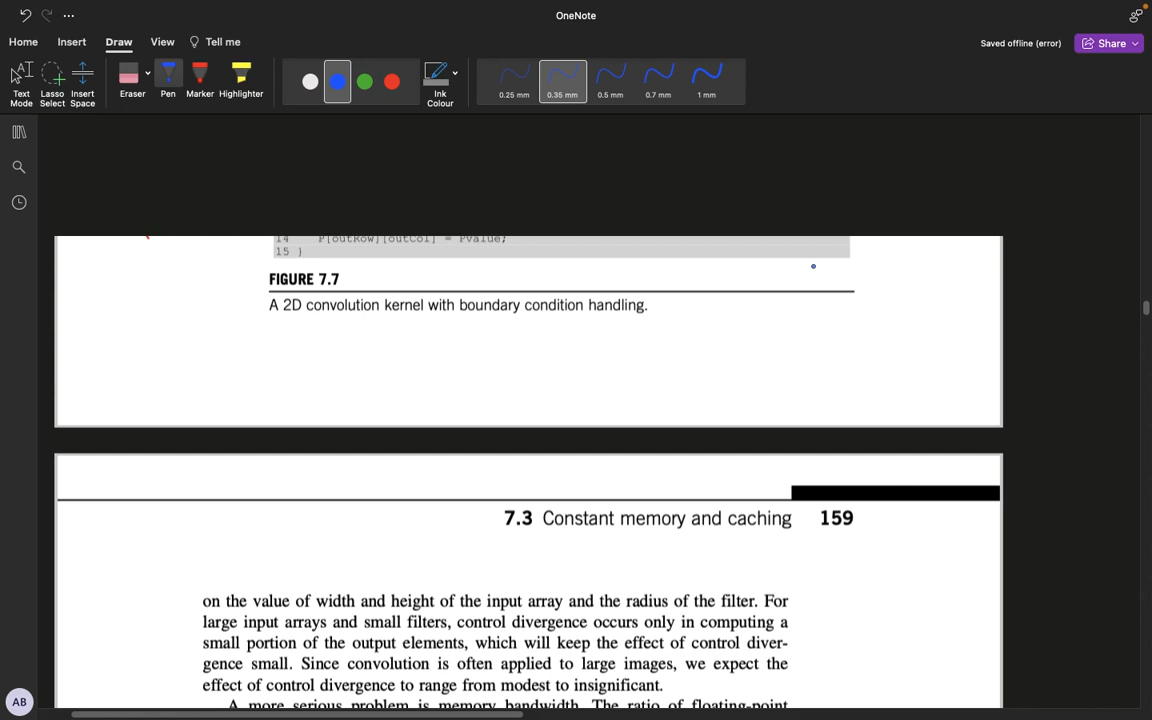 OneNote
Home Insert Draw View Tell me
Saved offline (error) Share
Text Mode
Lasso Select
Insert Space
Eraser
Pen
Marker
Highlighter
Ink Colour
0.25 mm
0.35 mm
0.5 mm
0.7 mm
1 mm
14 P[outRow][outCol] = Pvalue;
15 }
FIGURE 7.7
A 2D convolution kernel with boundary condition handling.
7.3 Constant memory and caching 159
on the value of width and height of the input array and the radius of the filter. For
large input arrays and small filters, control divergence occurs only in computing a
small portion of the output elements, which will keep the effect of control diver-
gence small. Since convolution is often applied to large images, we expect the
effect of control divergence to range from modest to insignificant.
A more serious problem is memory bandwidth. The ratio of floating-point
AB